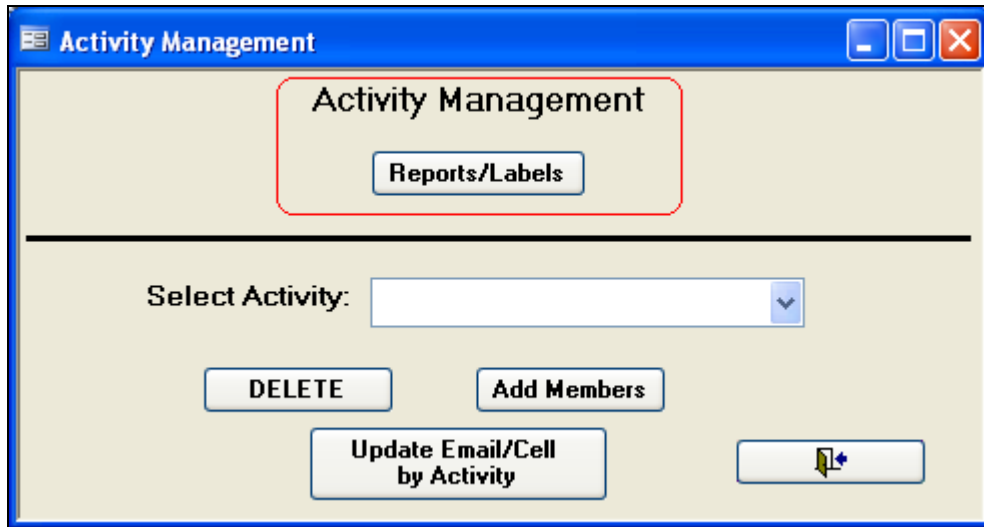 Activity Management
Activity Management
Reports/Labels
Select Activity:
DELETE
Add Members
Update Email/Cell
by Activity